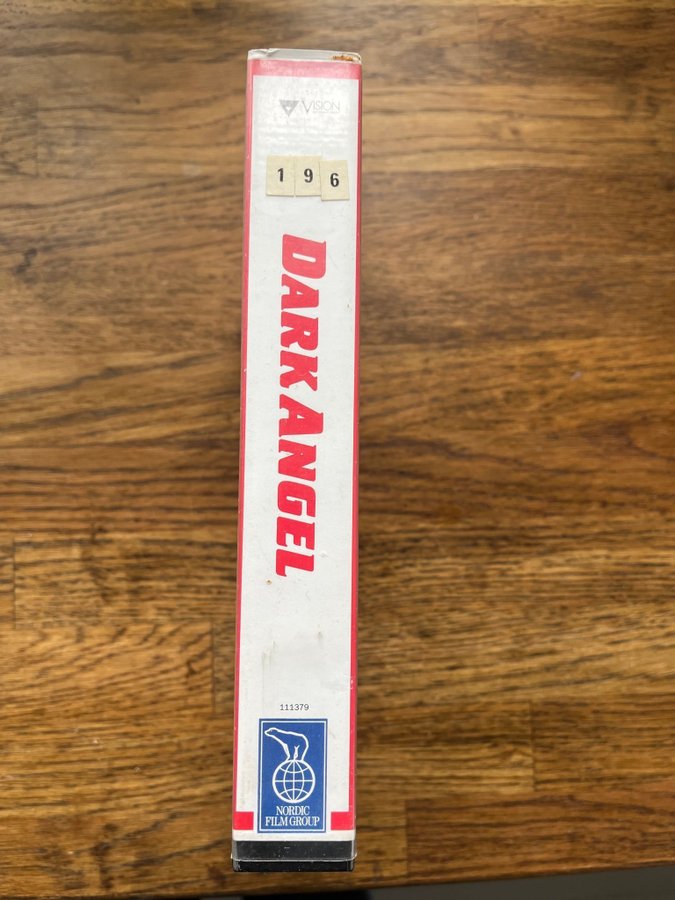 VISION
196
DARK ANGEL
111379
NORDIC
FILM GROUP